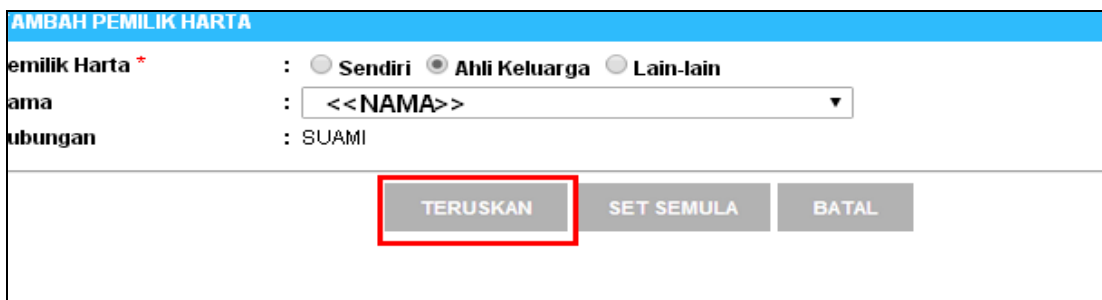 AMBAH PEMILIK HARTA
emilik Harta * : Sendiri Ahli Keluarga Lain-lain
ama : <<NAMA>>
ubungan : SUAMI
TERUSKAN SET SEMULA BATAL